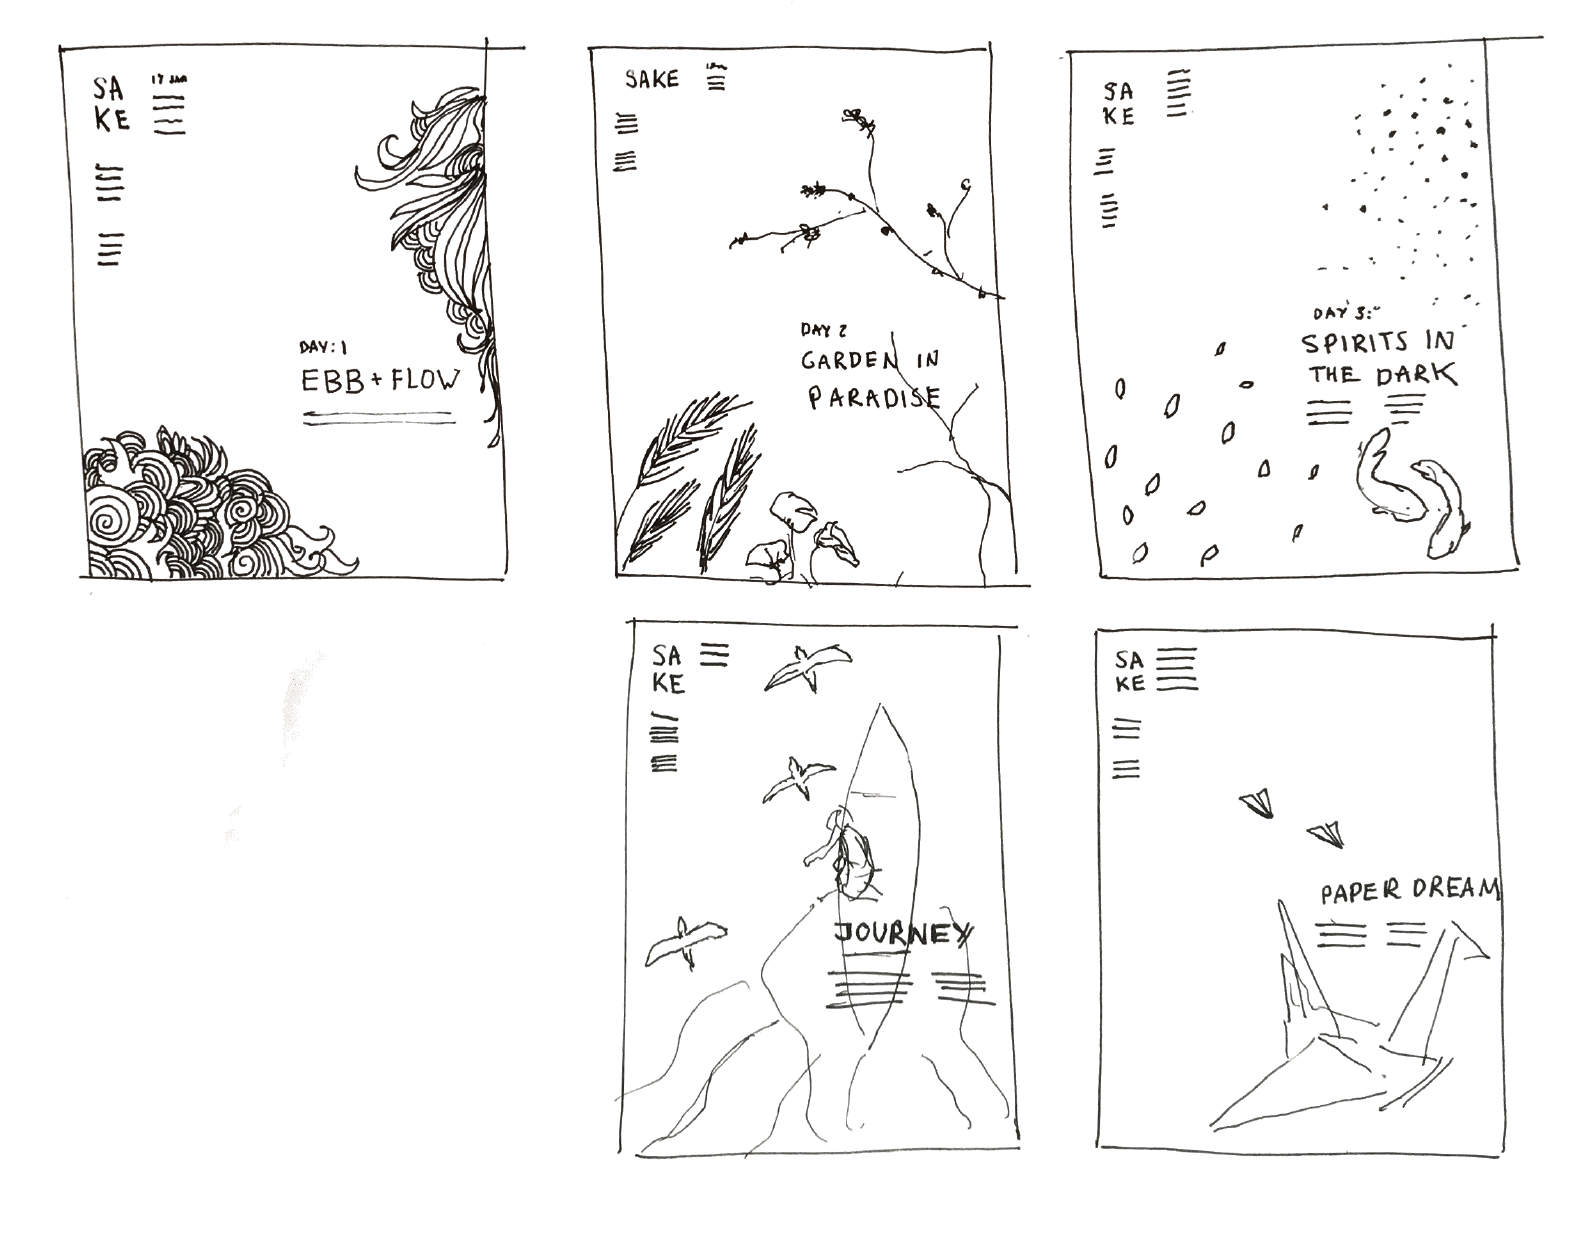 SA
KE
17 JAN
DAY: 1
EBB + FLOW
SAKE
DAY 2
GARDEN IN
PARADISE
SA
KE
DAY 3:
SPIRITS IN
THE DARK
SA
KE
JOURNEY
SA
KE
PAPER DREAM